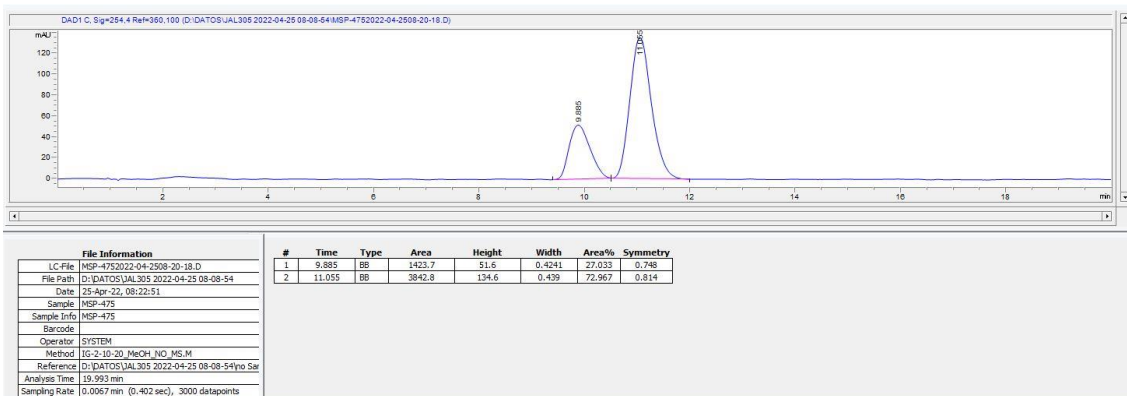 DAD1 C, Sig=254,4 Ref=360,100 (D:\DATOS\JAL305 2022-04-25 08-08-54\MSP-4752022-04-2508-20-18.D)
mAU
120
100
80
60
40
20
0
9.885
11.055
2 4 6 8 10 12 14 16 18 min
File Information
LC-File MSP-4752022-04-2508-20-18.D
File Path D:\DATOS\JAL305 2022-04-25 08-08-54
Date 25-Apr-22, 08:22:51
Sample MSP-475
Sample Info MSP-475
Barcode
Operator SYSTEM
Method IG-2-10-20_MeOH_NO_MS.M
Reference D:\DATOS\JAL305 2022-04-25 08-08-54\no Sar
Analysis Time 19.993 min
Sampling Rate 0.0067 min (0.402 sec), 3000 datapoints
# Time Type Area Height Width Area% Symmetry
1 9.885 BB 1423.7 51.6 0.4241 27.033 0.748
2 11.055 BB 3842.8 134.6 0.439 72.967 0.814